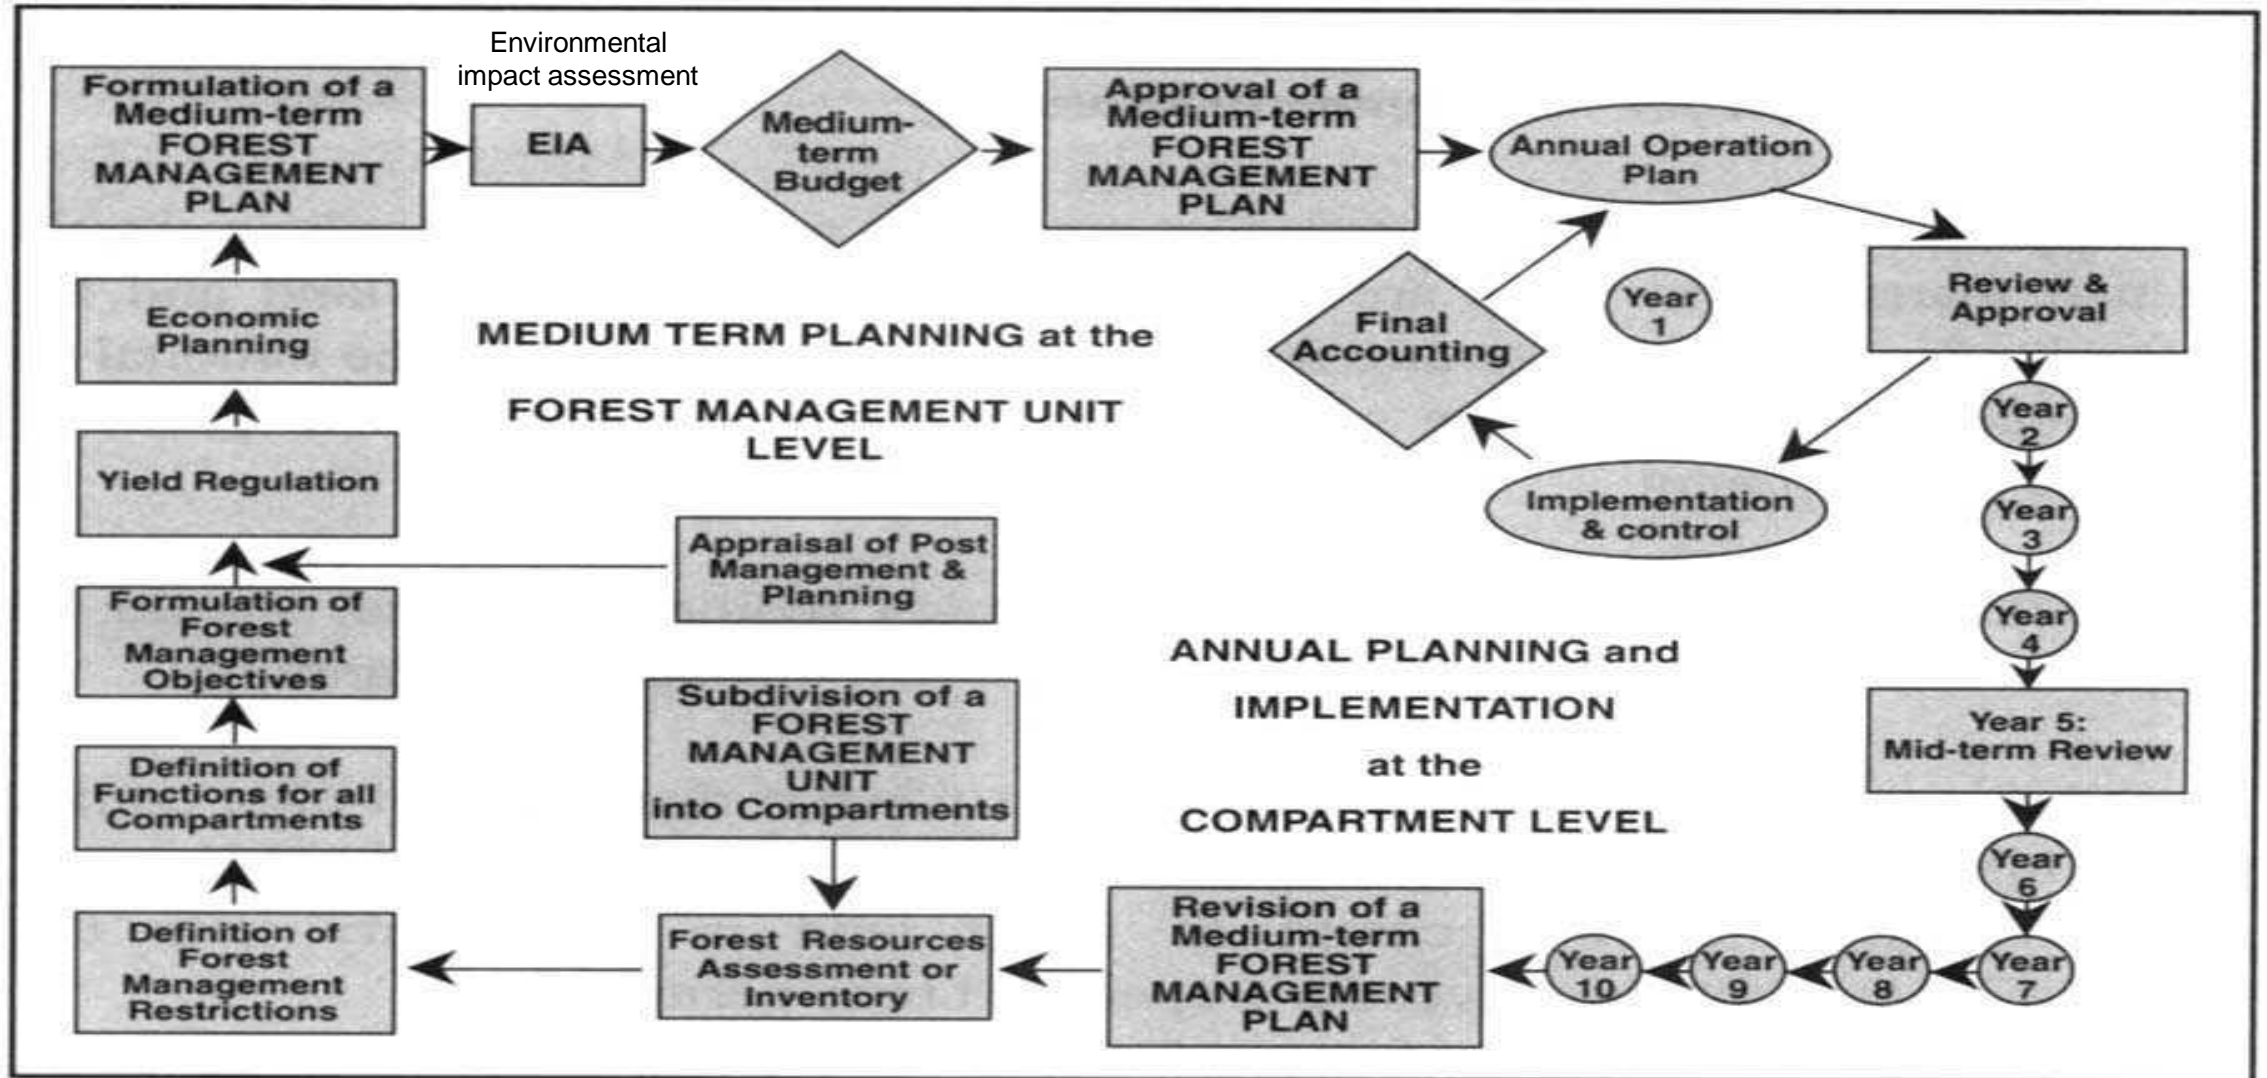 Environmental
impact assessment
Formulation of a
Medium-term
FOREST
MANAGEMENT
PLAN
EIA
Medium-
term
Budget
Approval of a
Medium-term
FOREST
MANAGEMENT
PLAN
Annual Operation
Plan
Review &
Approval
Year
1
Final
Accounting
Implementation
& control
Economic
Planning
MEDIUM TERM PLANNING at the
FOREST MANAGEMENT UNIT
LEVEL
Yield Regulation
Appraisal of Post
Management &
Planning
Formulation of
Forest
Management
Objectives
Year
2
Year
3
Year
4
Year 5:
Mid-term Review
Subdivision of a
FOREST
MANAGEMENT
UNIT
into Compartments
ANNUAL PLANNING and
IMPLEMENTATION
at the
COMPARTMENT LEVEL
Definition of
Functions for all
Compartments
Year
6
Definition of
Forest
Management
Restrictions
Forest Resources
Assessment or
Inventory
Revision of a
Medium-term
FOREST
MANAGEMENT
PLAN
Year
10
Year
9
Year
8
Year
7